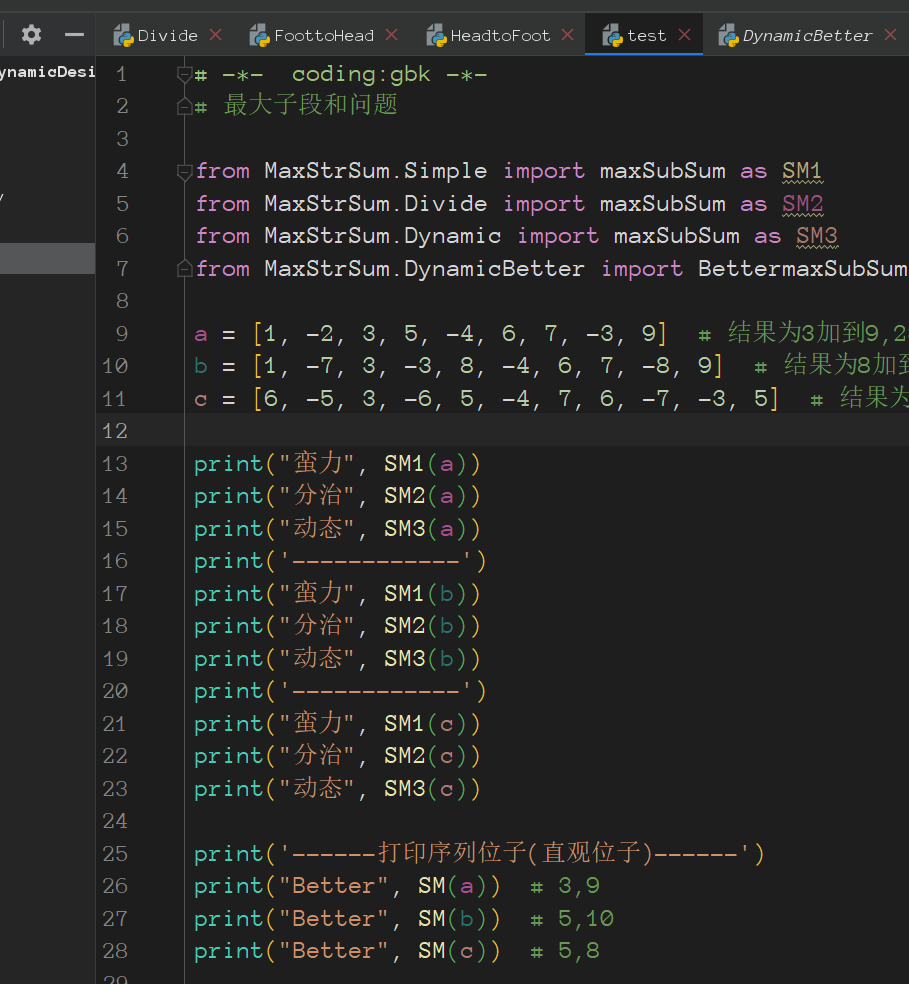 Divide FoottoHead HeadtoFoot test DynamicBetter
ynamicDesi
1 # -*-  coding:gbk -*-
2 # 最大子段和问题
3
4 from MaxStrSum.Simple import maxSubSum as SM1
5 from MaxStrSum.Divide import maxSubSum as SM2
6 from MaxStrSum.Dynamic import maxSubSum as SM3
7 from MaxStrSum.DynamicBetter import BettermaxSubSum
8
9 a = [1, -2, 3, 5, -4, 6, 7, -3, 9]  # 结果为3加到9,2
10 b = [1, -7, 3, -3, 8, -4, 6, 7, -8, 9]  # 结果为8加到
11 c = [6, -5, 3, -6, 5, -4, 7, 6, -7, -3, 5]  # 结果为
12
13 print("蛮力", SM1(a))
14 print("分治", SM2(a))
15 print("动态", SM3(a))
16 print('------------')
17 print("蛮力", SM1(b))
18 print("分治", SM2(b))
19 print("动态", SM3(b))
20 print('------------')
21 print("蛮力", SM1(c))
22 print("分治", SM2(c))
23 print("动态", SM3(c))
24
25 print('------打印序列位子(直观位子)------')
26 print("Better", SM(a))  # 3,9
27 print("Better", SM(b))  # 5,10
28 print("Better", SM(c))  # 5,8
29